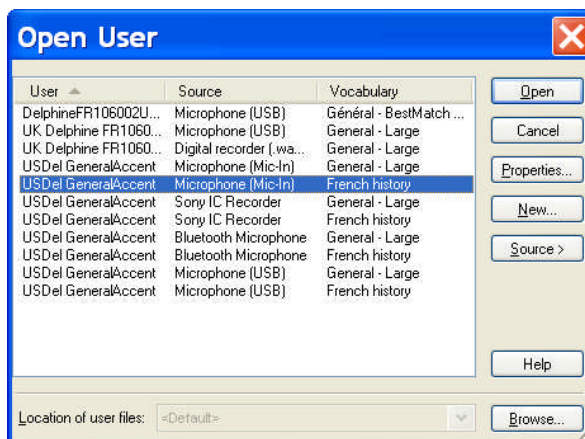 Open User
User Source Vocabulary
DelphineFR106002U... Microphone (USB) Général - BestMatch ...
UK Delphine FR1060... Microphone (USB) General - Large
UK Delphine FR1060... Digital recorder (.wa... General - Large
USDel GeneralAccent Microphone (Mic-In) General - Large
USDel GeneralAccent Microphone (Mic-In) French history
USDel GeneralAccent Sony IC Recorder General - Large
USDel GeneralAccent Sony IC Recorder French history
USDel GeneralAccent Bluetooth Microphone General - Large
USDel GeneralAccent Bluetooth Microphone French history
USDel GeneralAccent Microphone (USB) General - Large
USDel GeneralAccent Microphone (USB) French history
Open
Cancel
Properties...
New...
Source >
Help
Location of user files: <Default> Browse...